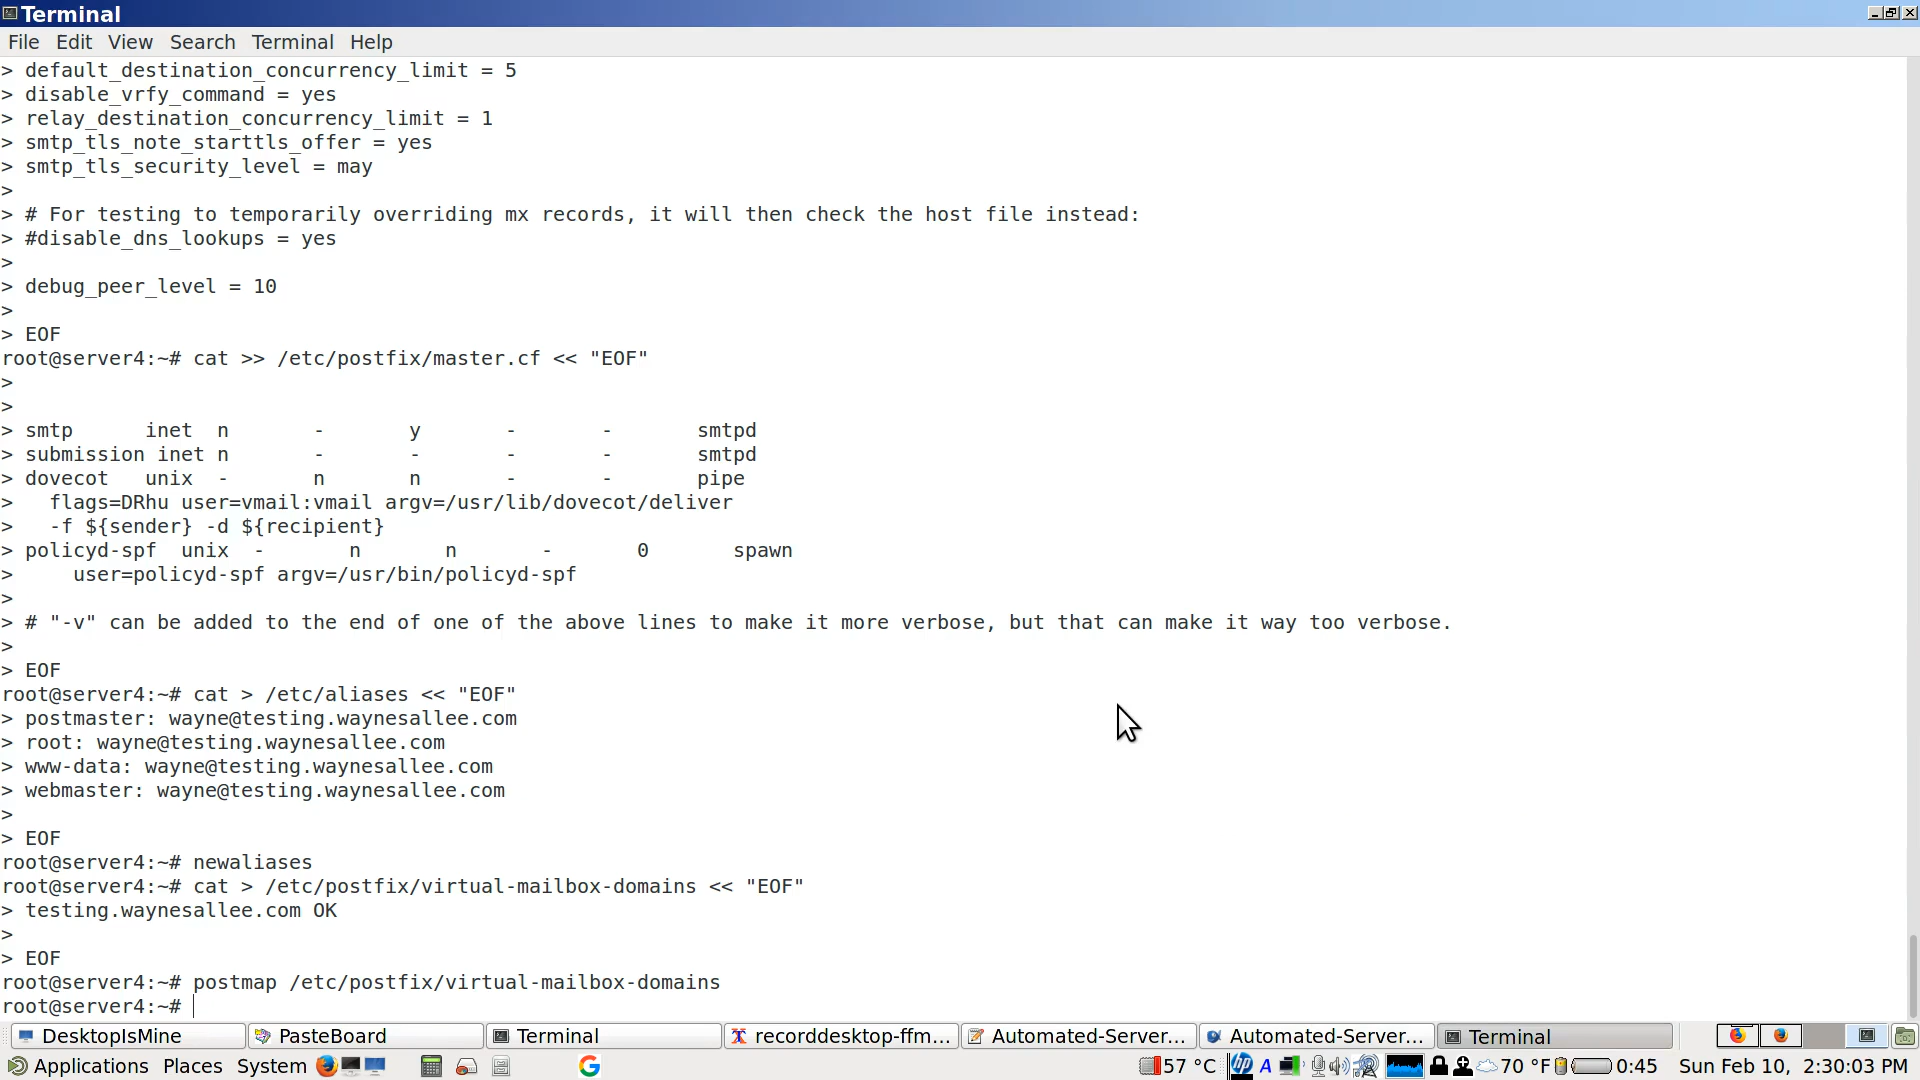 Terminal
File Edit View Search Terminal Help
> default_destination_concurrency_limit = 5
> disable_vrfy_command = yes
> relay_destination_concurrency_limit = 1
> smtp_tls_note_starttls_offer = yes
> smtp_tls_security_level = may
>
> # For testing to temporarily overriding mx records, it will then check the host file instead:
> #disable_dns_lookups = yes
>
> debug_peer_level = 10
>
> EOF
root@server4:~# cat >> /etc/postfix/master.cf << "EOF"
>
>
> smtp      inet  n       -       y       -       -       smtpd
> submission inet n       -       -       -       -       smtpd
> dovecot   unix  -       n       n       -       -       pipe
>   flags=DRhu user=vmail:vmail argv=/usr/lib/dovecot/deliver
>   -f ${sender} -d ${recipient}
> policyd-spf  unix  -       n       n       -       0       spawn
>     user=policyd-spf argv=/usr/bin/policyd-spf
>
> # "-v" can be added to the end of one of the above lines to make it more verbose, but that can make it way too verbose.
>
> EOF
root@server4:~# cat > /etc/aliases << "EOF"
> postmaster: wayne@testing.waynesallee.com
> root: wayne@testing.waynesallee.com
> www-data: wayne@testing.waynesallee.com
> webmaster: wayne@testing.waynesallee.com
>
> EOF
root@server4:~# newaliases
root@server4:~# cat > /etc/postfix/virtual-mailbox-domains << "EOF"
> testing.waynesallee.com OK
>
> EOF
root@server4:~# postmap /etc/postfix/virtual-mailbox-domains
root@server4:~#
DesktopIsMine PasteBoard Terminal recorddesktop-ffm... Automated-Server... Automated-Server... Terminal
Applications Places System G hp A 57 °C 70 °F 0:45 Sun Feb 10, 2:30:03 PM